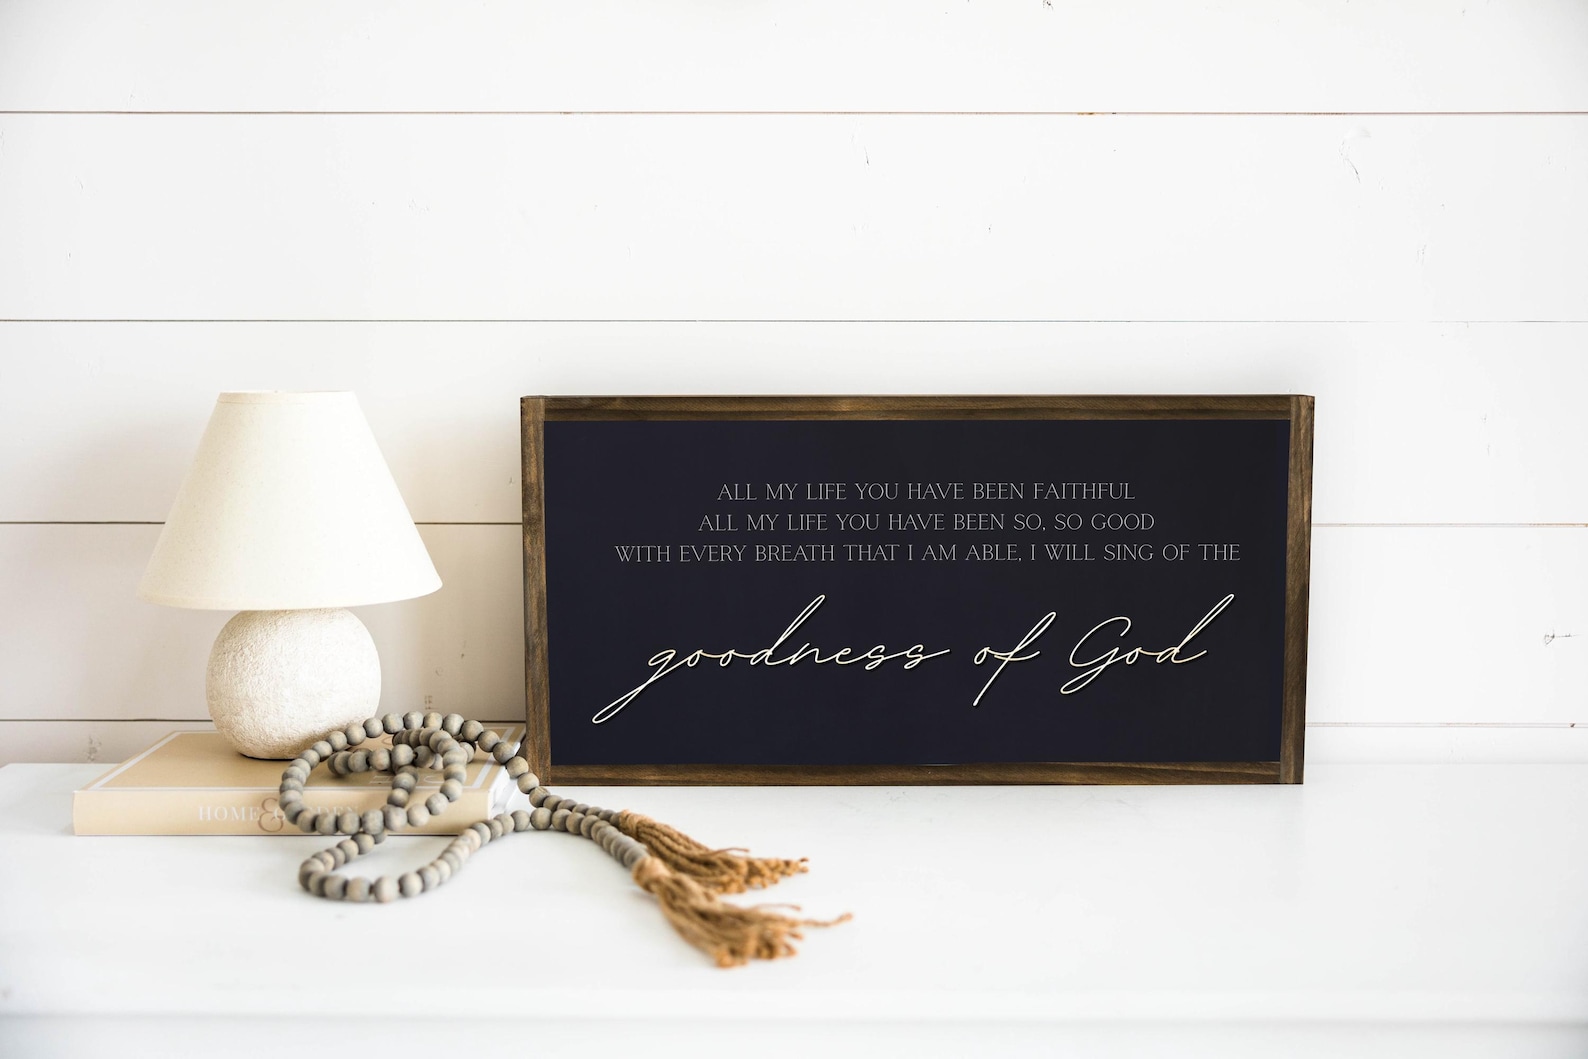 ALL MY LIFE YOU HAVE BEEN FAITHFUL
ALL MY LIFE YOU HAVE BEEN SO, SO GOOD
WITH EVERY BREATH THAT I AM ABLE, I WILL SING OF THE
goodness of God
HOME &